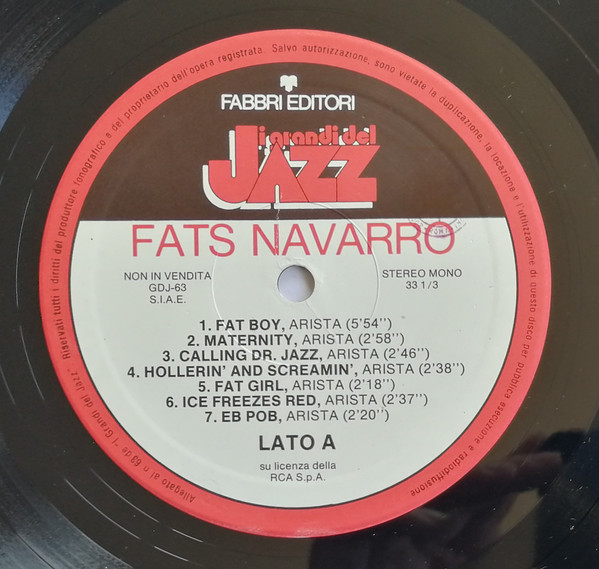 FABBRI EDITORI
i grandi del
JAZZ
FATS NAVARRO
NON IN VENDITA
GDJ-63
S.I.A.E.
STEREO MONO
33 1/3
1. FAT BOY, ARISTA (5'54'')
2. MATERNITY, ARISTA (2'58'')
3. CALLING DR. JAZZ, ARISTA (2'46'')
4. HOLLERIN' AND SCREAMIN', ARISTA (2'38'')
5. FAT GIRL, ARISTA (2'18'')
6. ICE FREEZES RED, ARISTA (2'37'')
7. EB POB, ARISTA (2'20'')
LATO A
su licenza della
RCA S.p.A.
Allegato al n 63 de "I Grandi del Jazz" Riservati tutti i diritti del produttore fonografico e del proprietario dell'opera registrata. Salvo autorizzazione, sono vietate la duplicazione, la locazione e l'utilizzazione di questo disco per pubblica esecuzione e radiodiffusione